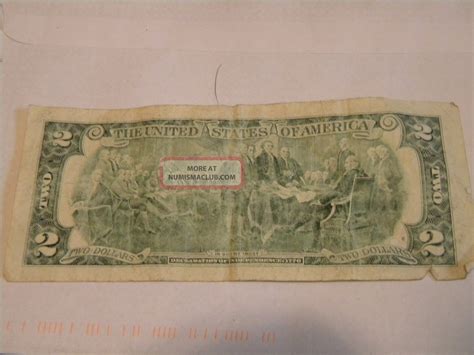 THE UNITED STATES OF AMERICA
2
2
TWO
TWO
MORE AT
NUMISMACLUB.COM
2
2
TWO DOLLARS
TWO DOLLARS